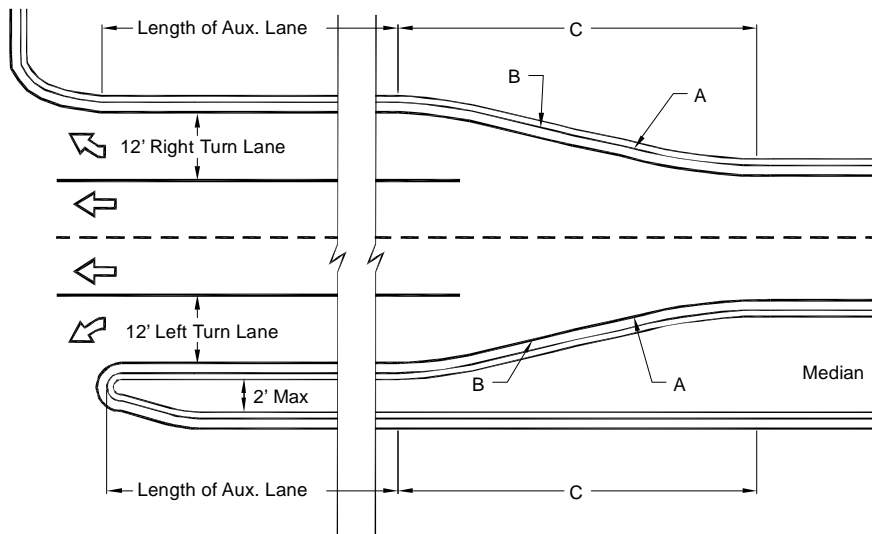 Length of Aux. Lane
C
B
A
12’ Right Turn Lane
12’ Left Turn Lane
B
A
Median
2’ Max
Length of Aux. Lane
C